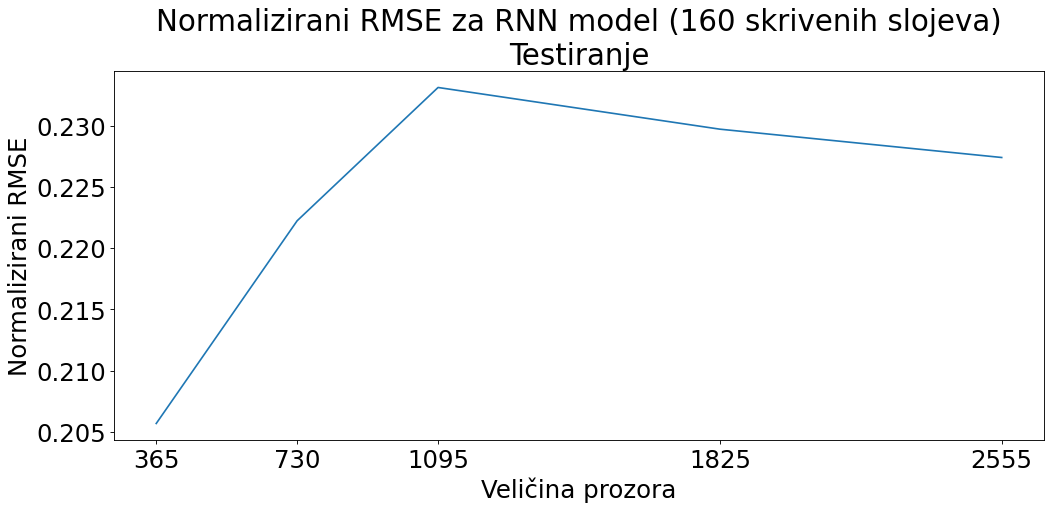 Normalizirani RMSE za RNN model (160 skrivenih slojeva)
Testiranje
Normalizirani RMSE
0.230
0.225
0.220
0.215
0.210
0.205
365 730 1095 1825 2555
Veličina prozora